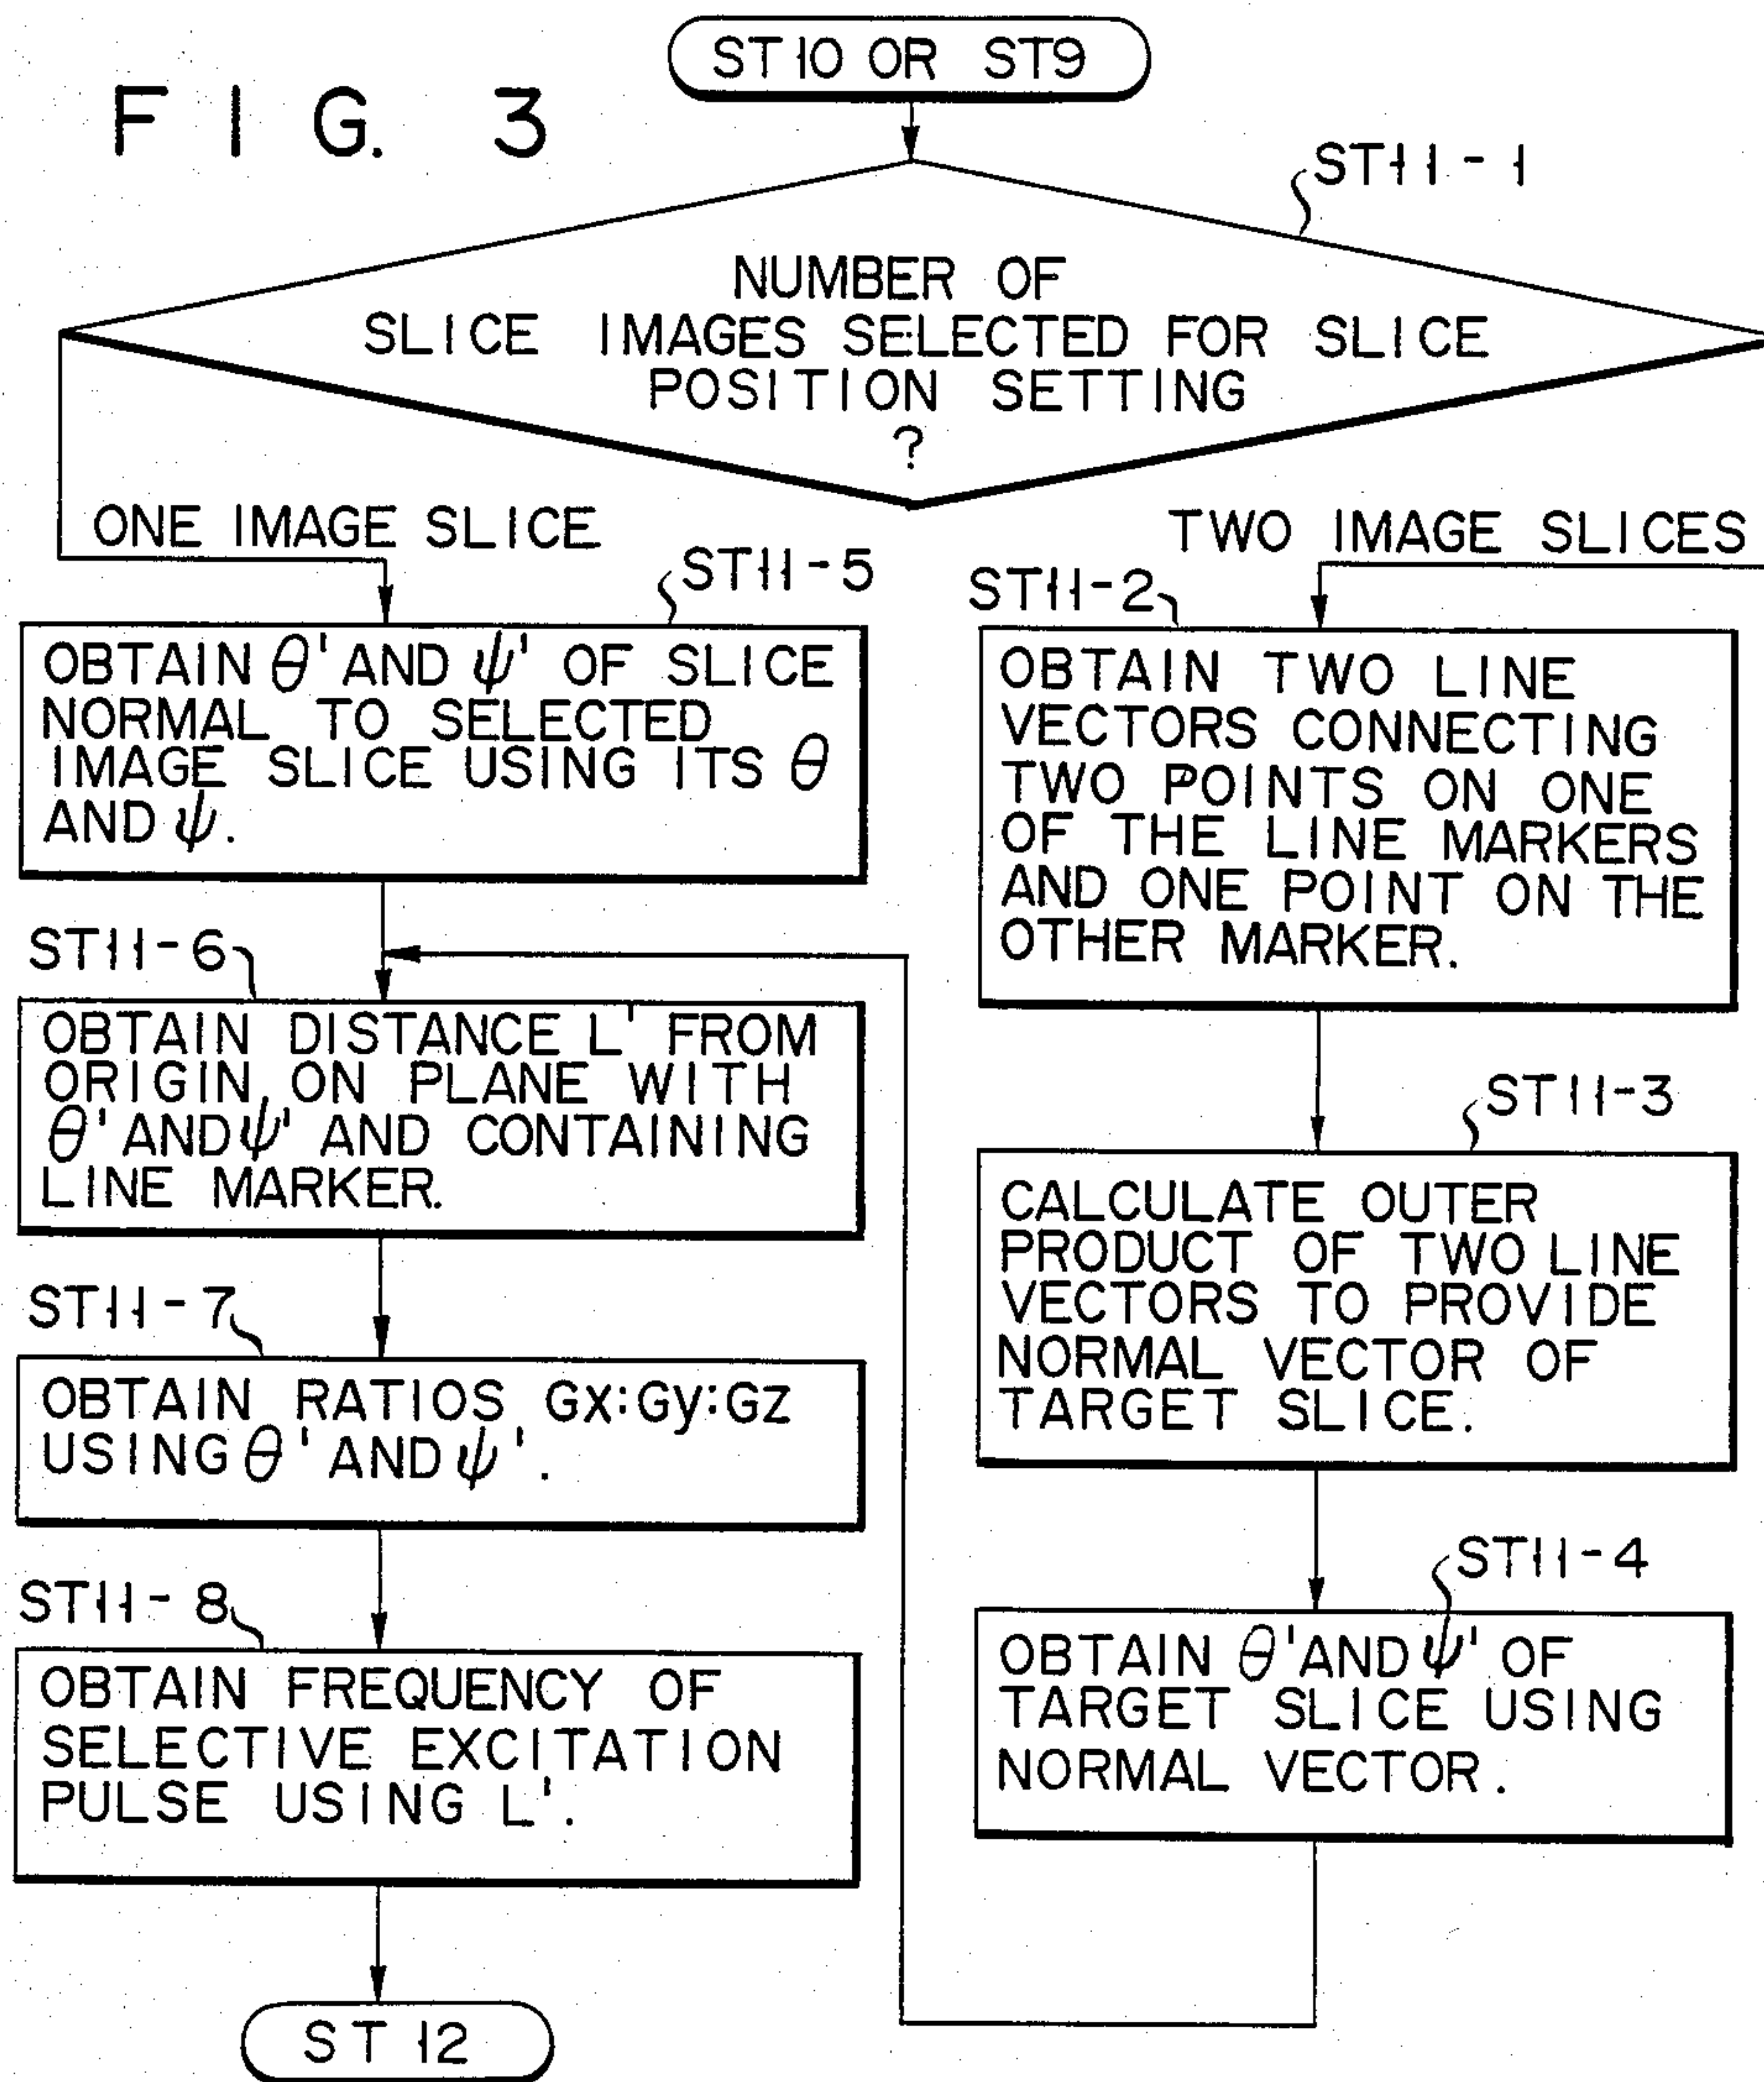 ST10 OR ST9
FIG. 3
ST11-1
NUMBER OF
SLICE IMAGES SELECTED FOR SLICE
POSITION SETTING
?
ONE IMAGE SLICE
ST11-5
OBTAIN θ' AND ψ' OF SLICE
NORMAL TO SELECTED
IMAGE SLICE USING ITS θ
AND ψ.
ST11-6
OBTAIN DISTANCE L' FROM
ORIGIN, ON PLANE WITH
θ' AND ψ' AND CONTAINING
LINE MARKER.
ST11-7
OBTAIN RATIOS Gx:Gy:Gz
USING θ' AND ψ'.
ST11-8
OBTAIN FREQUENCY OF
SELECTIVE EXCITATION
PULSE USING L'.
ST 12
TWO IMAGE SLICES
ST11-2
OBTAIN TWO LINE
VECTORS CONNECTING
TWO POINTS ON ONE
OF THE LINE MARKERS
AND ONE POINT ON THE
OTHER MARKER.
ST11-3
CALCULATE OUTER
PRODUCT OF TWO LINE
VECTORS TO PROVIDE
NORMAL VECTOR OF
TARGET SLICE.
ST11-4
OBTAIN θ' AND ψ' OF
TARGET SLICE USING
NORMAL VECTOR.